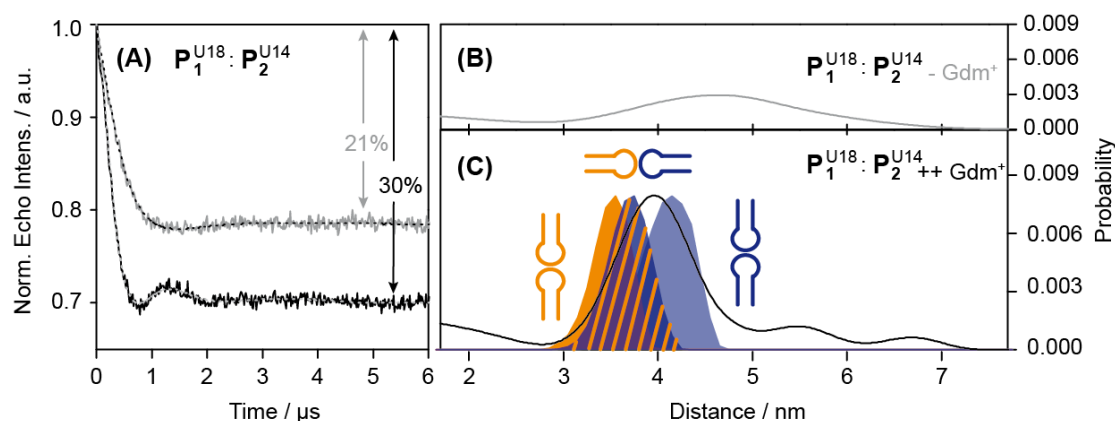 (A) P₁ᵁ¹⁸ : P₂ᵁ¹⁴
1.0
0.9
0.8
0.7
Norm. Echo Intens. / a.u.
21%
30%
0 1 2 3 4 5 6
Time / µs
(B)
P₁ᵁ¹⁸ : P₂ᵁ¹⁴ - Gdm⁺
0.009
0.006
0.003
0.000
(C)
P₁ᵁ¹⁸ : P₂ᵁ¹⁴ ++ Gdm⁺
0.009
0.006
0.003
0.000
Probability
2 3 4 5 6 7
Distance / nm